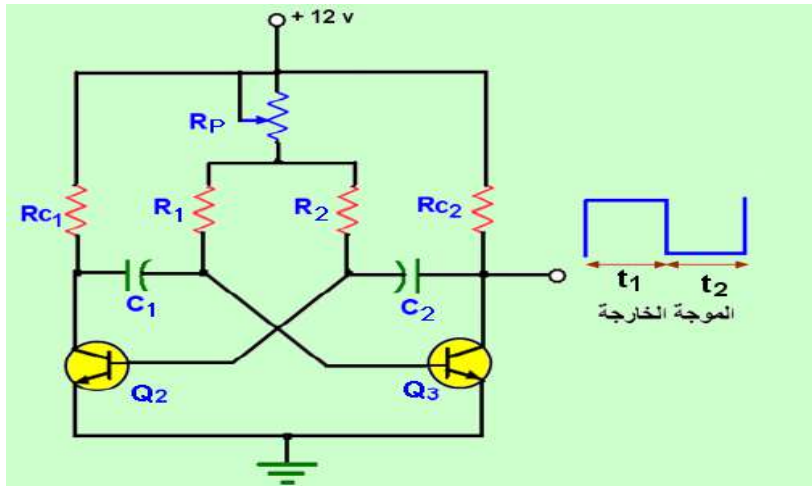 + 12 v
RP
Rc1
R1
R2
Rc2
C1
C2
t1
t2
الموجة الخارجة
Q2
Q3